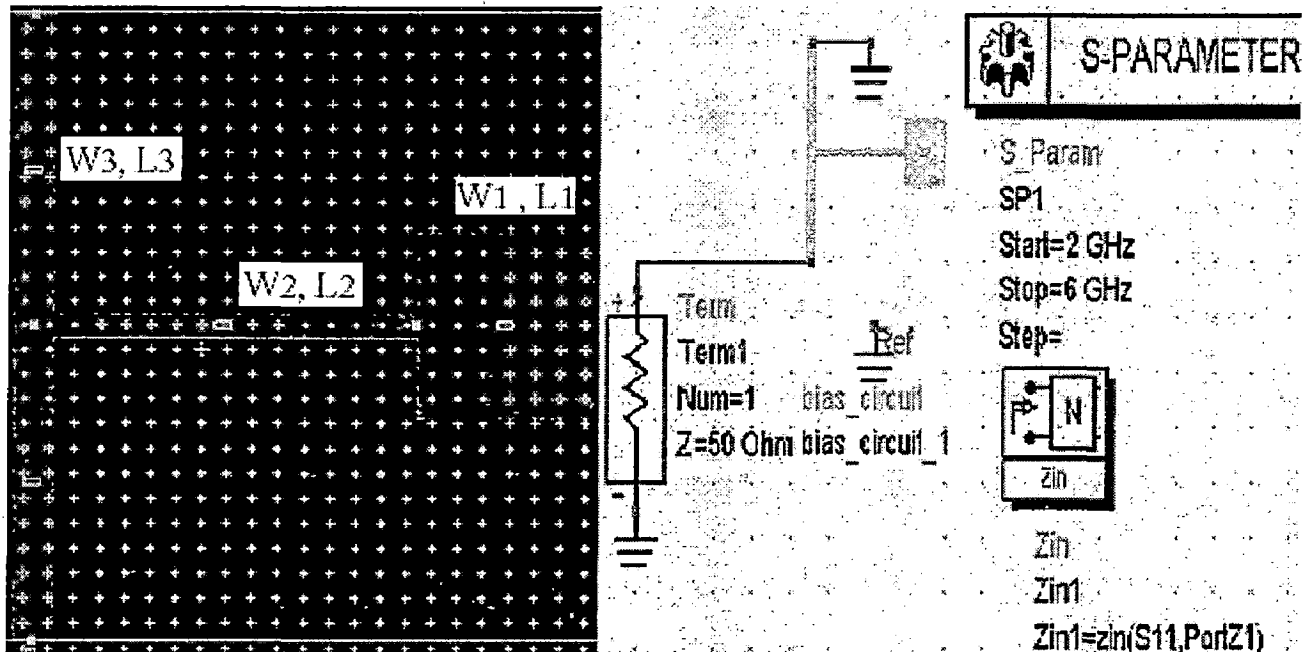 W3, L3
W1 , L1
W2, L2
Term
Term1
Num=1
Z=50 Ohm
Ref
bias_circuit
bias_circuit_1
S-PARAMETER
S_Param
SP1
Start=2 GHz
Stop=6 GHz
Step=
N
zin
Zin
Zin1
Zin1=zin(S11,PortZ1)